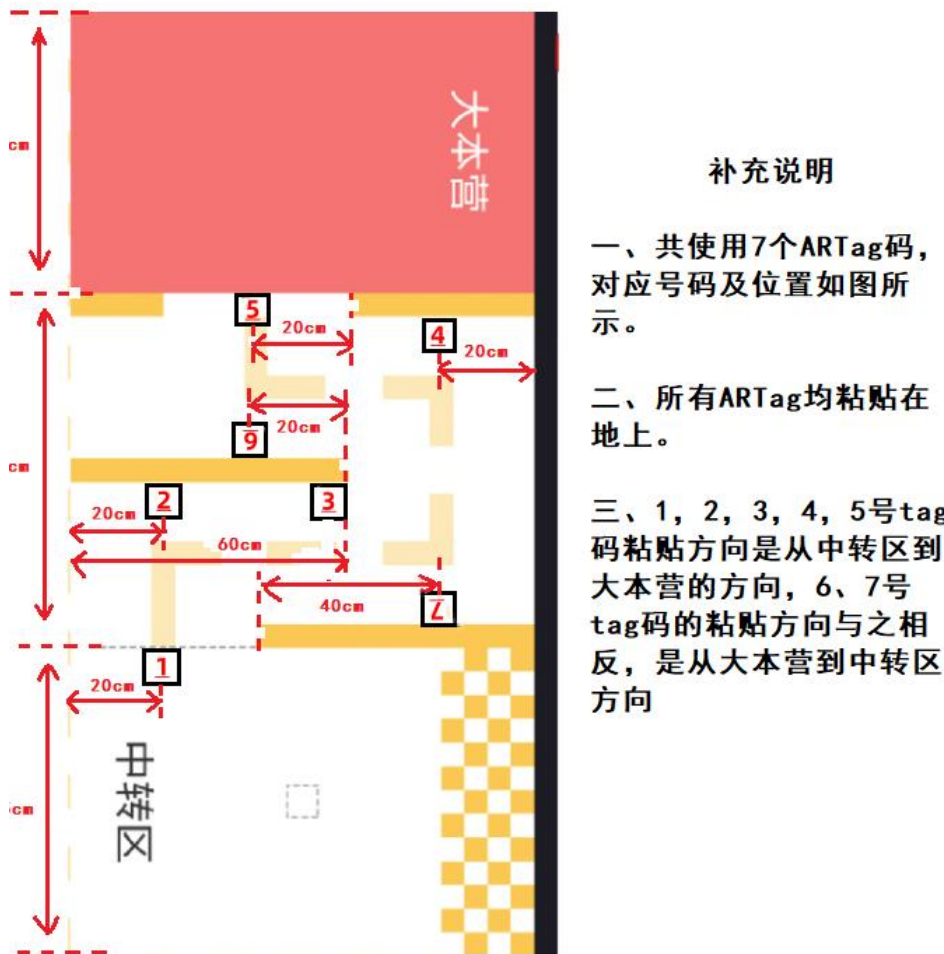 大本营
cm
5
20cm
4
20cm
20cm
6
cm
2
3
20cm
60cm
40cm
7
1
20cm
中转区
cm
补充说明
一、共使用7个ARTag码，
对应号码及位置如图所
示。
二、所有ARTag均粘贴在
地上。
三、1，2，3，4，5号tag
码粘贴方向是从中转区到
大本营的方向，6、7号
tag码的粘贴方向与之相
反，是从大本营到中转区
方向